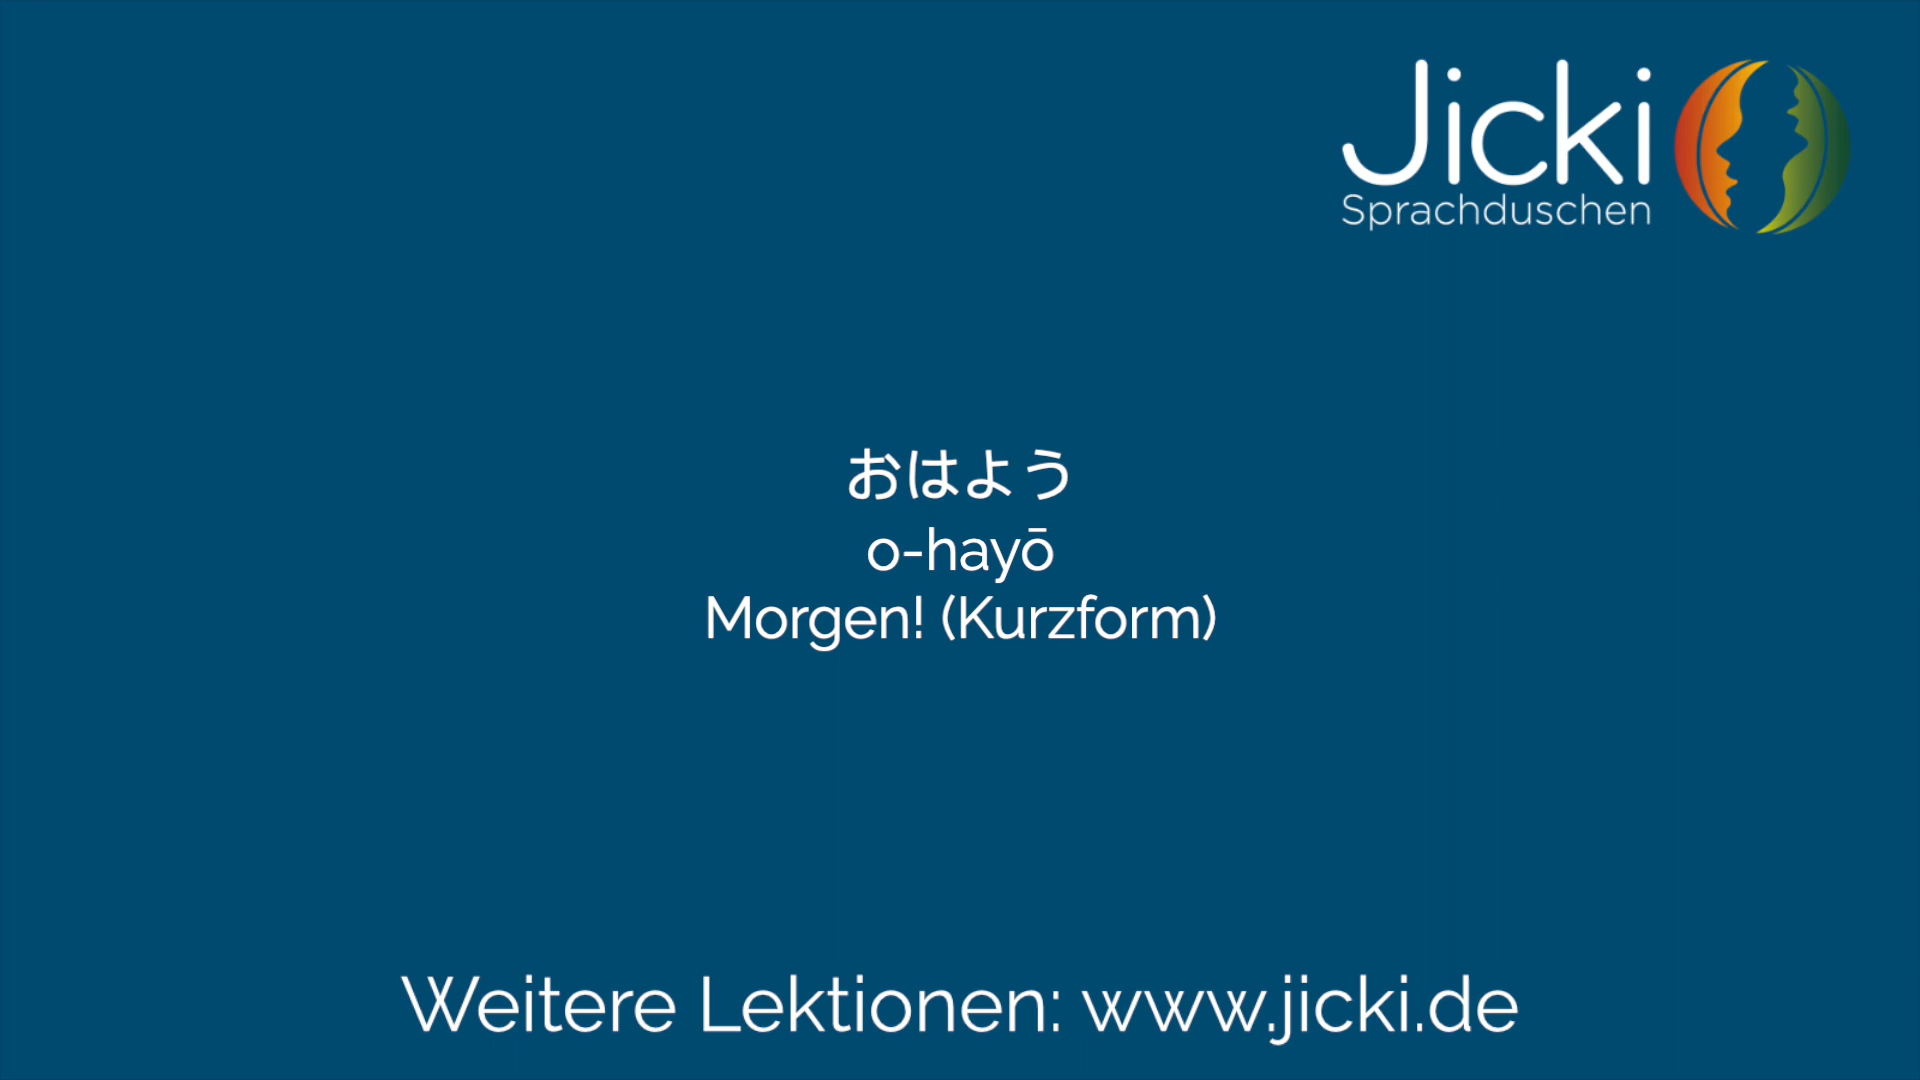 Jicki
Sprachduschen
おはよう
o-hayō
Morgen! (Kurzform)
Weitere Lektionen: www.jicki.de